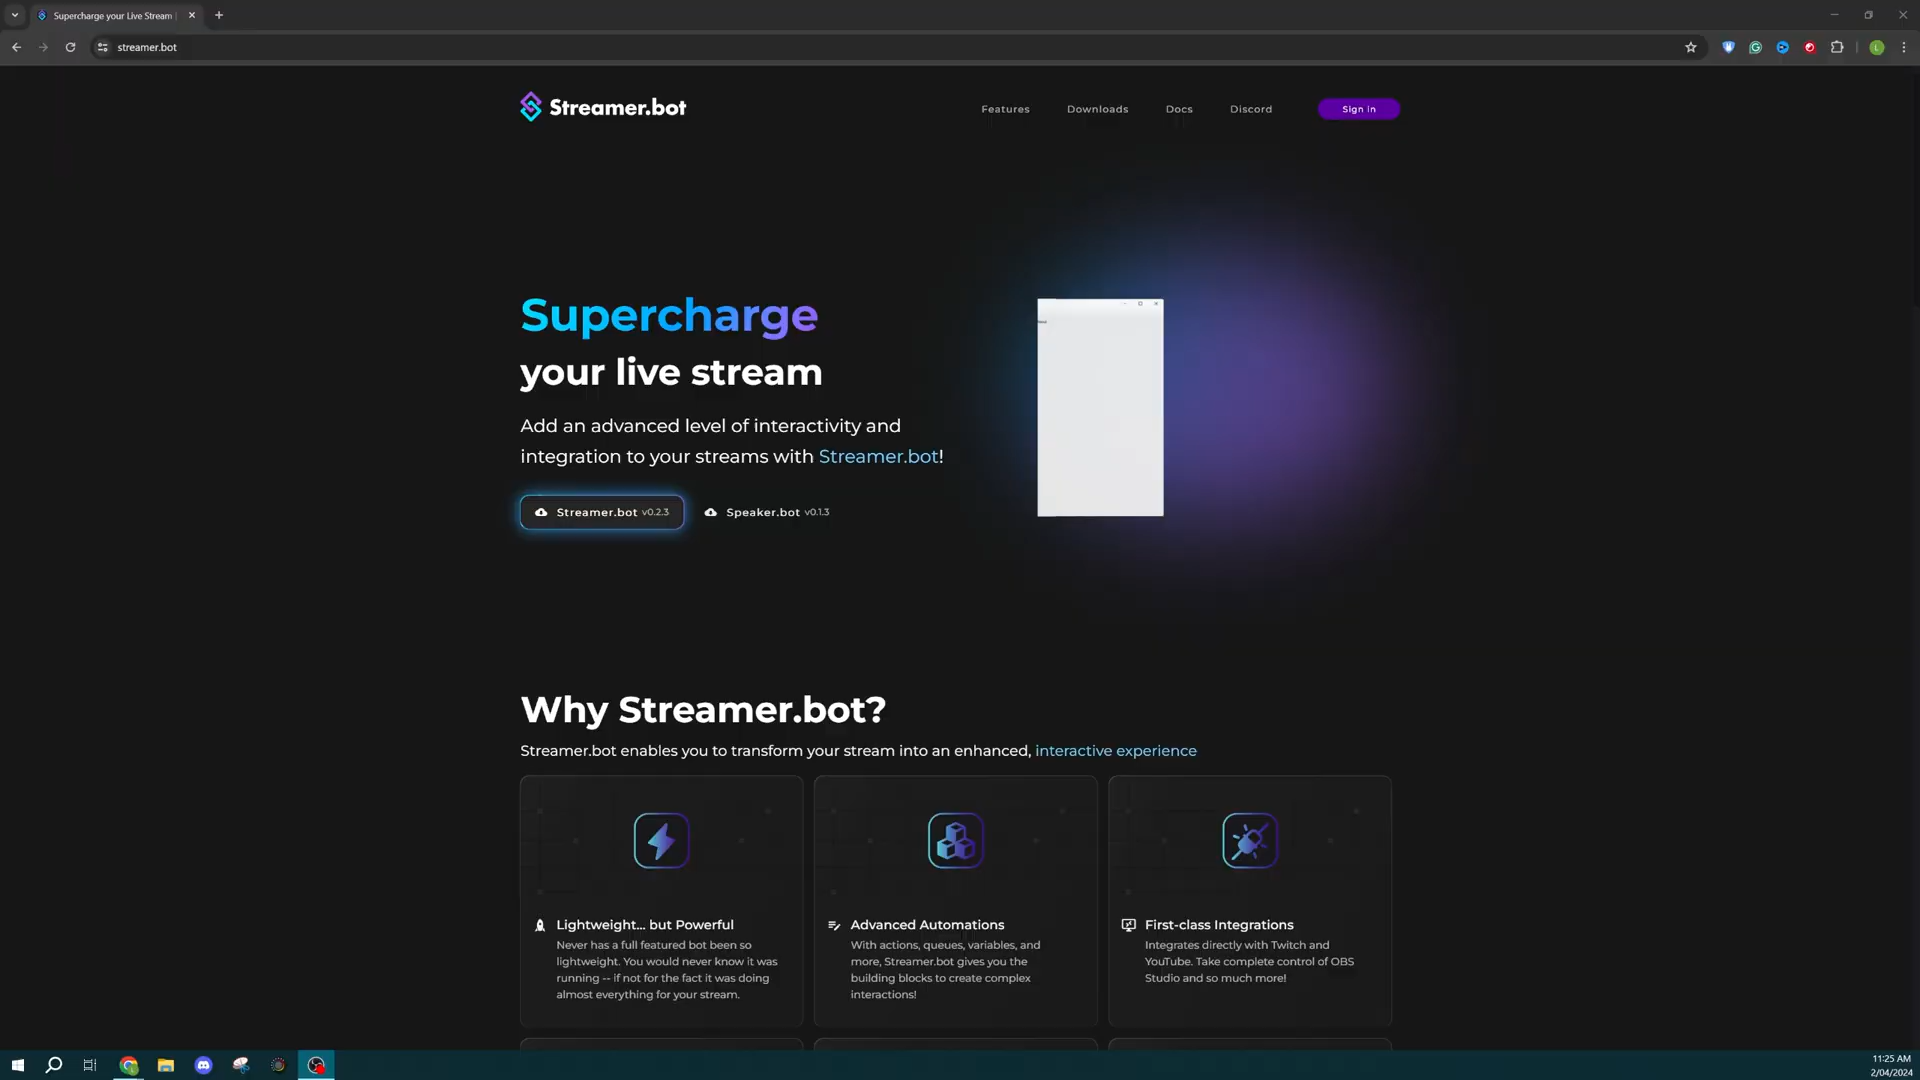 Supercharge your Live Stream |
streamer.bot
Streamer.bot
Features
Downloads
Docs
Discord
Sign In
Supercharge
your live stream
Add an advanced level of interactivity and
integration to your streams with Streamer.bot!
Streamer.bot v0.2.3
Speaker.bot v0.1.3
Why Streamer.bot?
Streamer.bot enables you to transform your stream into an enhanced, interactive experience
Lightweight... but Powerful
Never has a full featured bot been so
lightweight. You would never know it was
running -- if not for the fact it was doing
almost everything for your stream.
Advanced Automations
With actions, queues, variables, and
more, Streamer.bot gives you the
building blocks to create complex
interactions!
First-class Integrations
Integrates directly with Twitch and
YouTube. Take complete control of OBS
Studio and so much more!
11:25 AM
2/04/2024